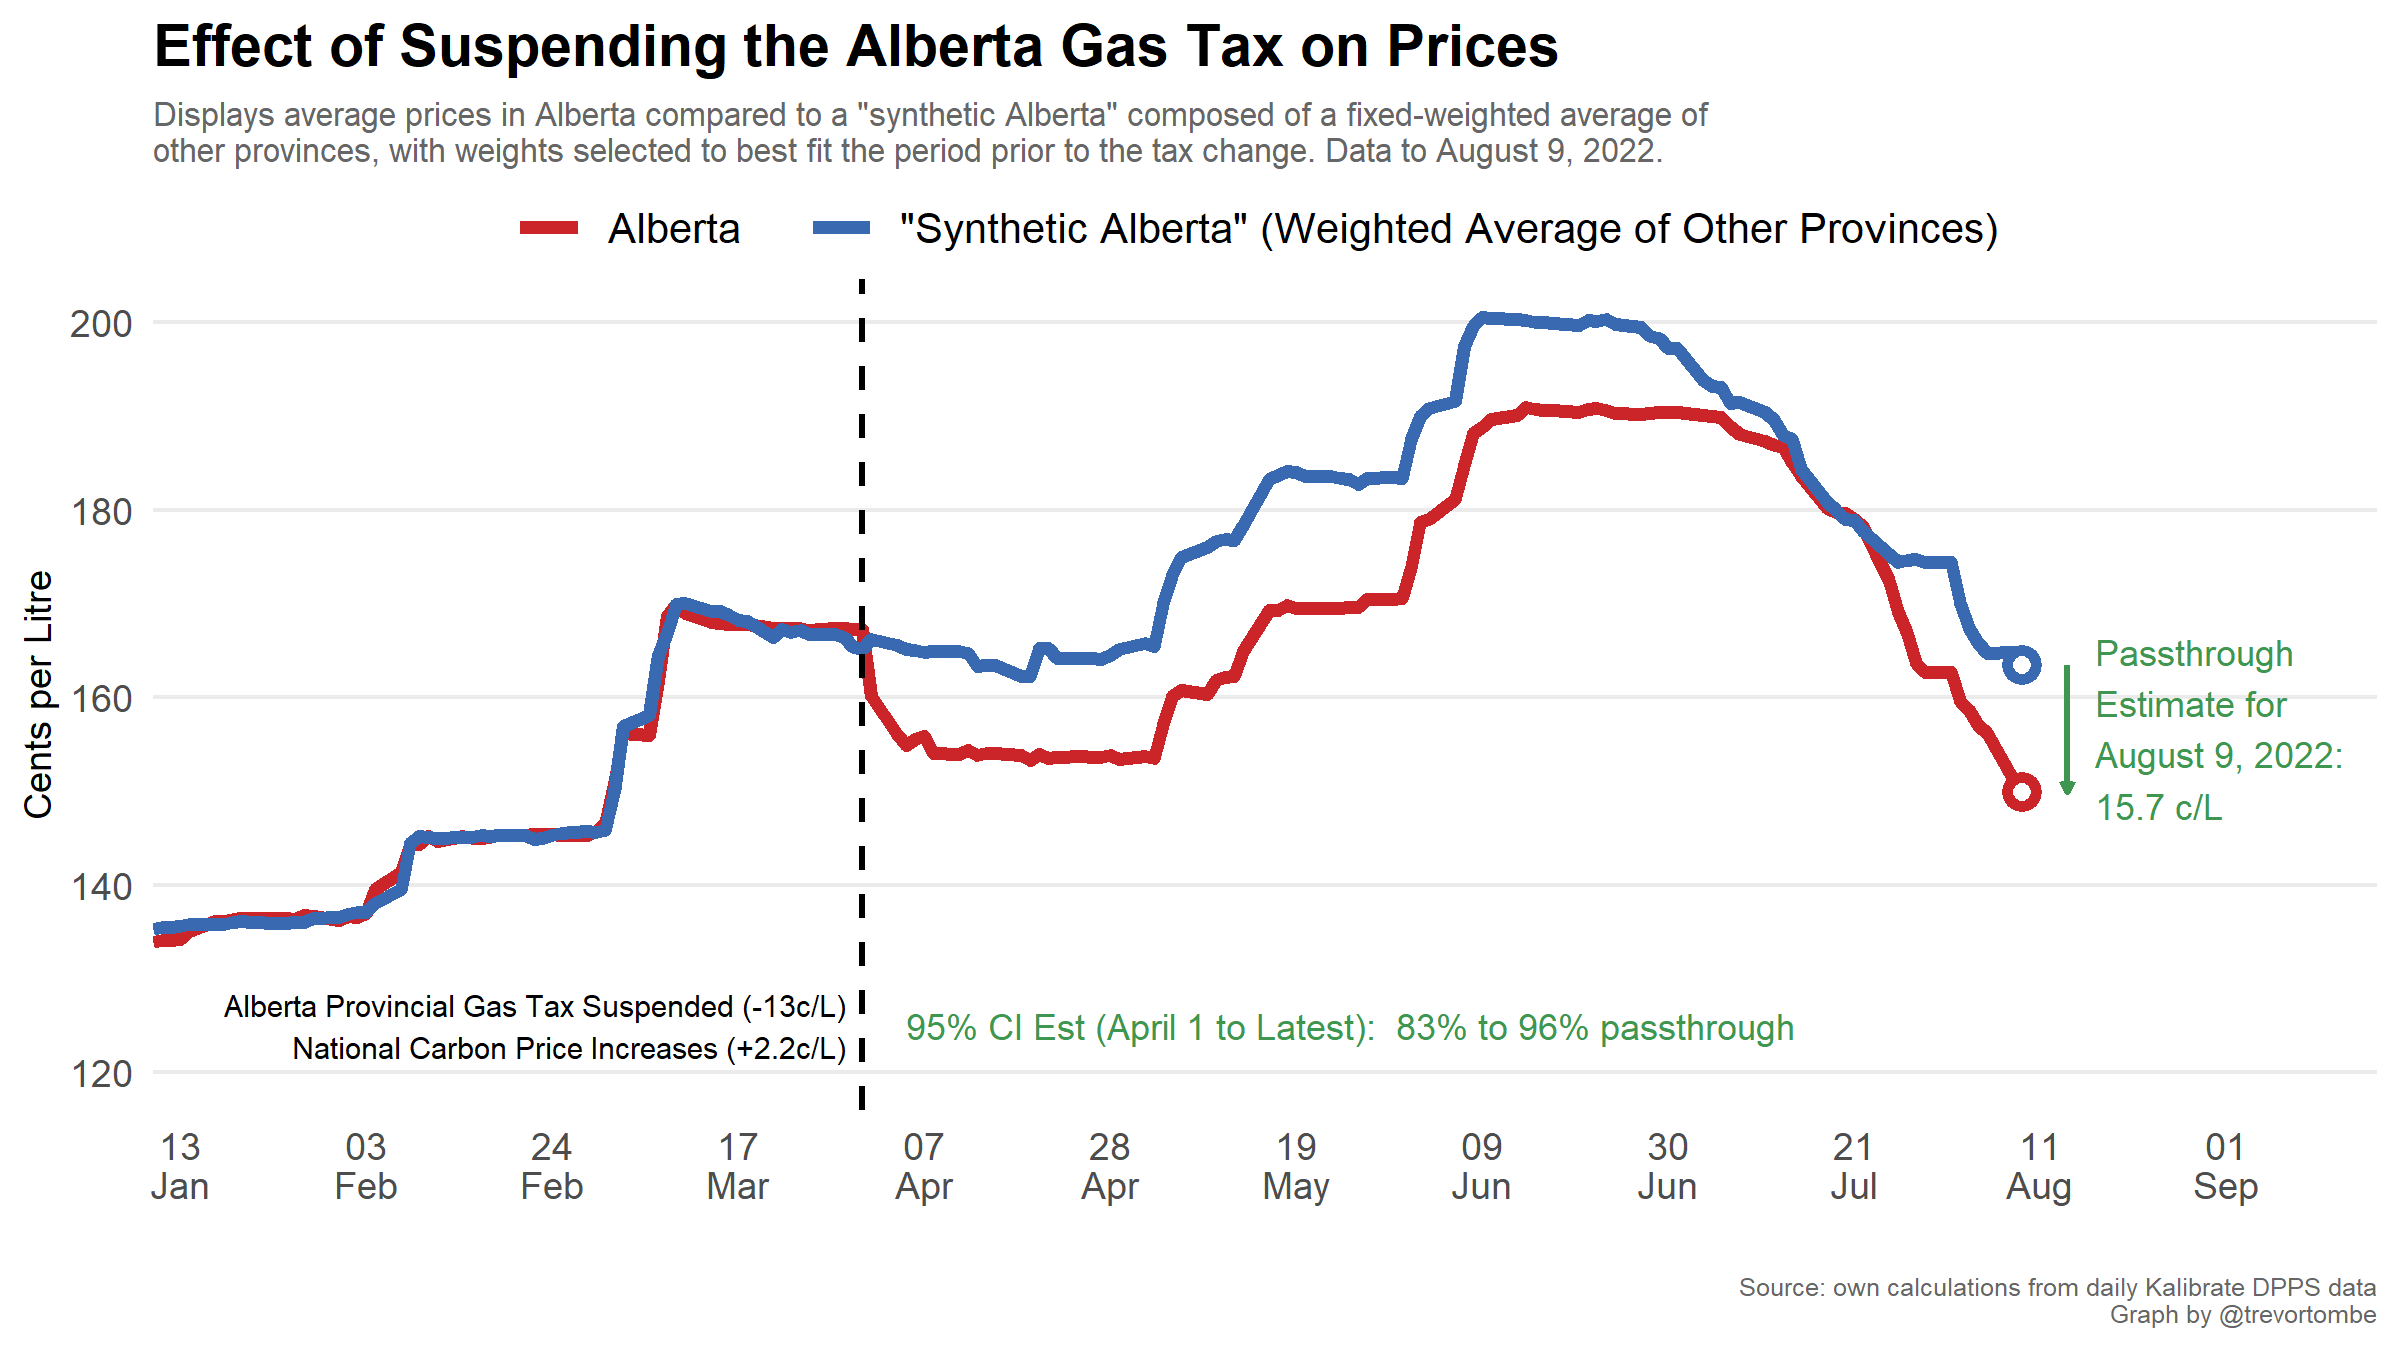 Effect of Suspending the Alberta Gas Tax on Prices
Displays average prices in Alberta compared to a "synthetic Alberta" composed of a fixed-weighted average of
other provinces, with weights selected to best fit the period prior to the tax change. Data to August 9, 2022.
Alberta
"Synthetic Alberta" (Weighted Average of Other Provinces)
Cents per Litre
200
180
160
140
120
Passthrough
Estimate for
August 9, 2022:
15.7 c/L
Alberta Provincial Gas Tax Suspended (-13c/L)
National Carbon Price Increases (+2.2c/L)
95% CI Est (April 1 to Latest):  83% to 96% passthrough
13 03 24 17 07 28 19 09 30 21 11 01
Jan Feb Feb Mar Apr Apr May Jun Jun Jul Aug Sep
Source: own calculations from daily Kalibrate DPPS data
Graph by @trevortombe